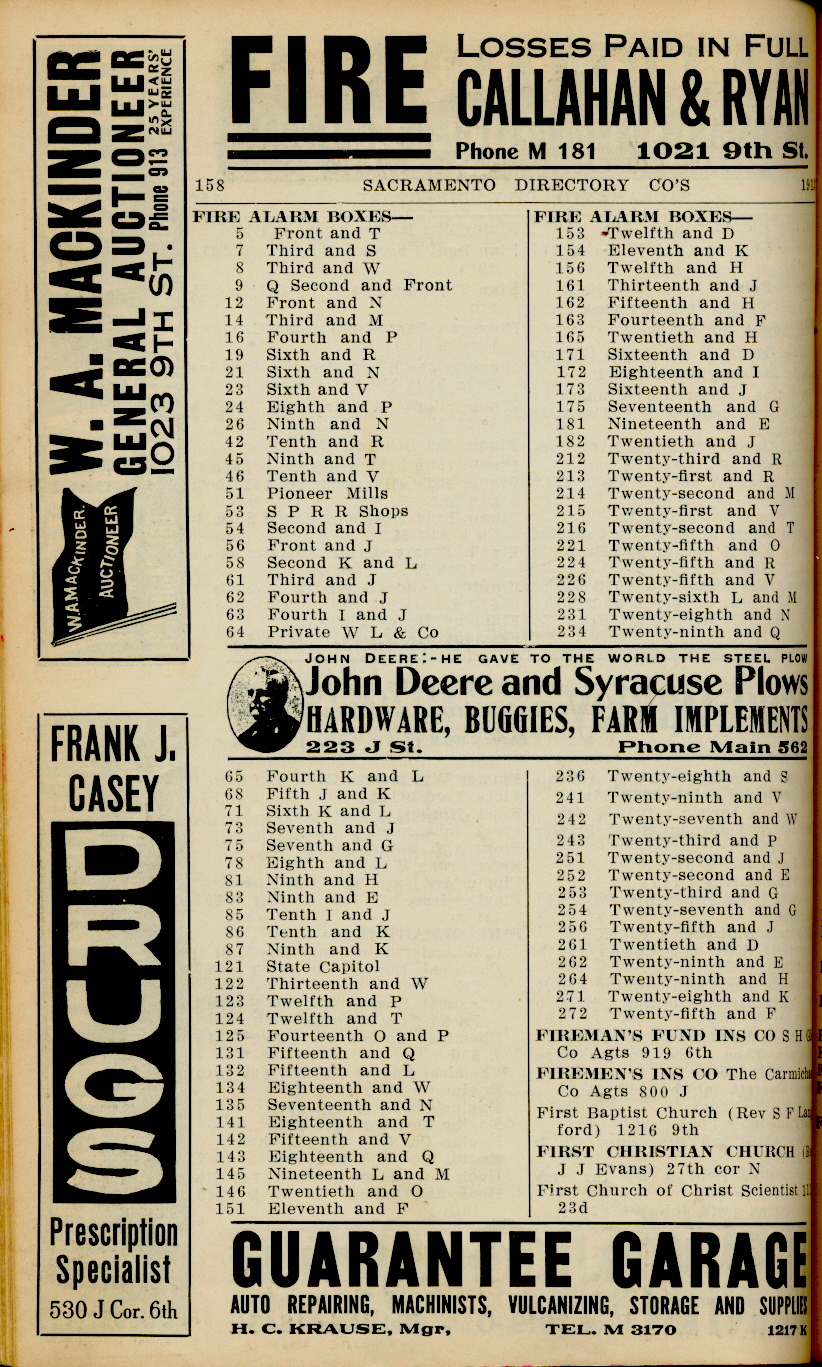 W. A. MACKINDER
GENERAL AUCTIONEER
25 YEARS' EXPERIENCE
1023 9TH ST. Phone 913
W.A. MACKINDER.
AUCTIONEER
FIRE
LOSSES PAID IN FULL
CALLAHAN & RYAN
Phone M 181 1021 9th St.
158 SACRAMENTO DIRECTORY CO'S
FIRE ALARM BOXES—
5 Front and T
7 Third and S
8 Third and W
9 Q Second and Front
12 Front and N
14 Third and M
16 Fourth and P
19 Sixth and R
21 Sixth and N
23 Sixth and V
24 Eighth and P
26 Ninth and N
42 Tenth and R
45 Ninth and T
46 Tenth and V
51 Pioneer Mills
53 S P R R Shops
54 Second and I
56 Front and J
58 Second K and L
61 Third and J
62 Fourth and J
63 Fourth I and J
64 Private W L & Co
FIRE ALARM BOXES—
153 Twelfth and D
154 Eleventh and K
156 Twelfth and H
161 Thirteenth and J
162 Fifteenth and H
163 Fourteenth and F
165 Twentieth and H
171 Sixteenth and D
172 Eighteenth and I
173 Sixteenth and J
175 Seventeenth and G
181 Nineteenth and E
182 Twentieth and J
212 Twenty-third and R
213 Twenty-first and R
214 Twenty-second and M
215 Twenty-first and V
216 Twenty-second and T
221 Twenty-fifth and O
224 Twenty-fifth and R
226 Twenty-fifth and V
228 Twenty-sixth L and M
231 Twenty-eighth and N
234 Twenty-ninth and Q
JOHN DEERE:-HE GAVE TO THE WORLD THE STEEL PLOW
John Deere and Syracuse Plows
HARDWARE, BUGGIES, FARM IMPLEMENTS
223 J St. Phone Main 562
FRANK J.
CASEY
DRUGS
Prescription
Specialist
530 J Cor. 6th
65 Fourth K and L
68 Fifth J and K
71 Sixth K and L
73 Seventh and J
75 Seventh and G
78 Eighth and L
81 Ninth and H
83 Ninth and E
85 Tenth I and J
86 Tenth and K
87 Ninth and K
121 State Capitol
122 Thirteenth and W
123 Twelfth and P
124 Twelfth and T
125 Fourteenth O and P
131 Fifteenth and Q
132 Fifteenth and L
134 Eighteenth and W
135 Seventeenth and N
141 Eighteenth and T
142 Fifteenth and V
143 Eighteenth and Q
145 Nineteenth L and M
146 Twentieth and O
151 Eleventh and F
236 Twenty-eighth and S
241 Twenty-ninth and V
242 Twenty-seventh and W
243 Twenty-third and P
251 Twenty-second and J
252 Twenty-second and E
253 Twenty-third and G
254 Twenty-seventh and G
256 Twenty-fifth and J
261 Twentieth and D
262 Twenty-ninth and E
264 Twenty-ninth and H
271 Twenty-eighth and K
272 Twenty-fifth and F
FIREMAN'S FUND INS CO S H
Co Agts 919 6th
FIREMEN'S INS CO The
Co Agts 800 J
First Baptist Church (Rev S F
ford) 1216 9th
FIRST CHRISTIAN CHURCH
J J Evans) 27th cor N
First Church of Christ Scientist
23d
GUARANTEE GARAGE
AUTO REPAIRING, MACHINISTS, VULCANIZING, STORAGE AND SUPPLIES
H. C. KRAUSE, Mgr, TEL. M 3170 1217 K